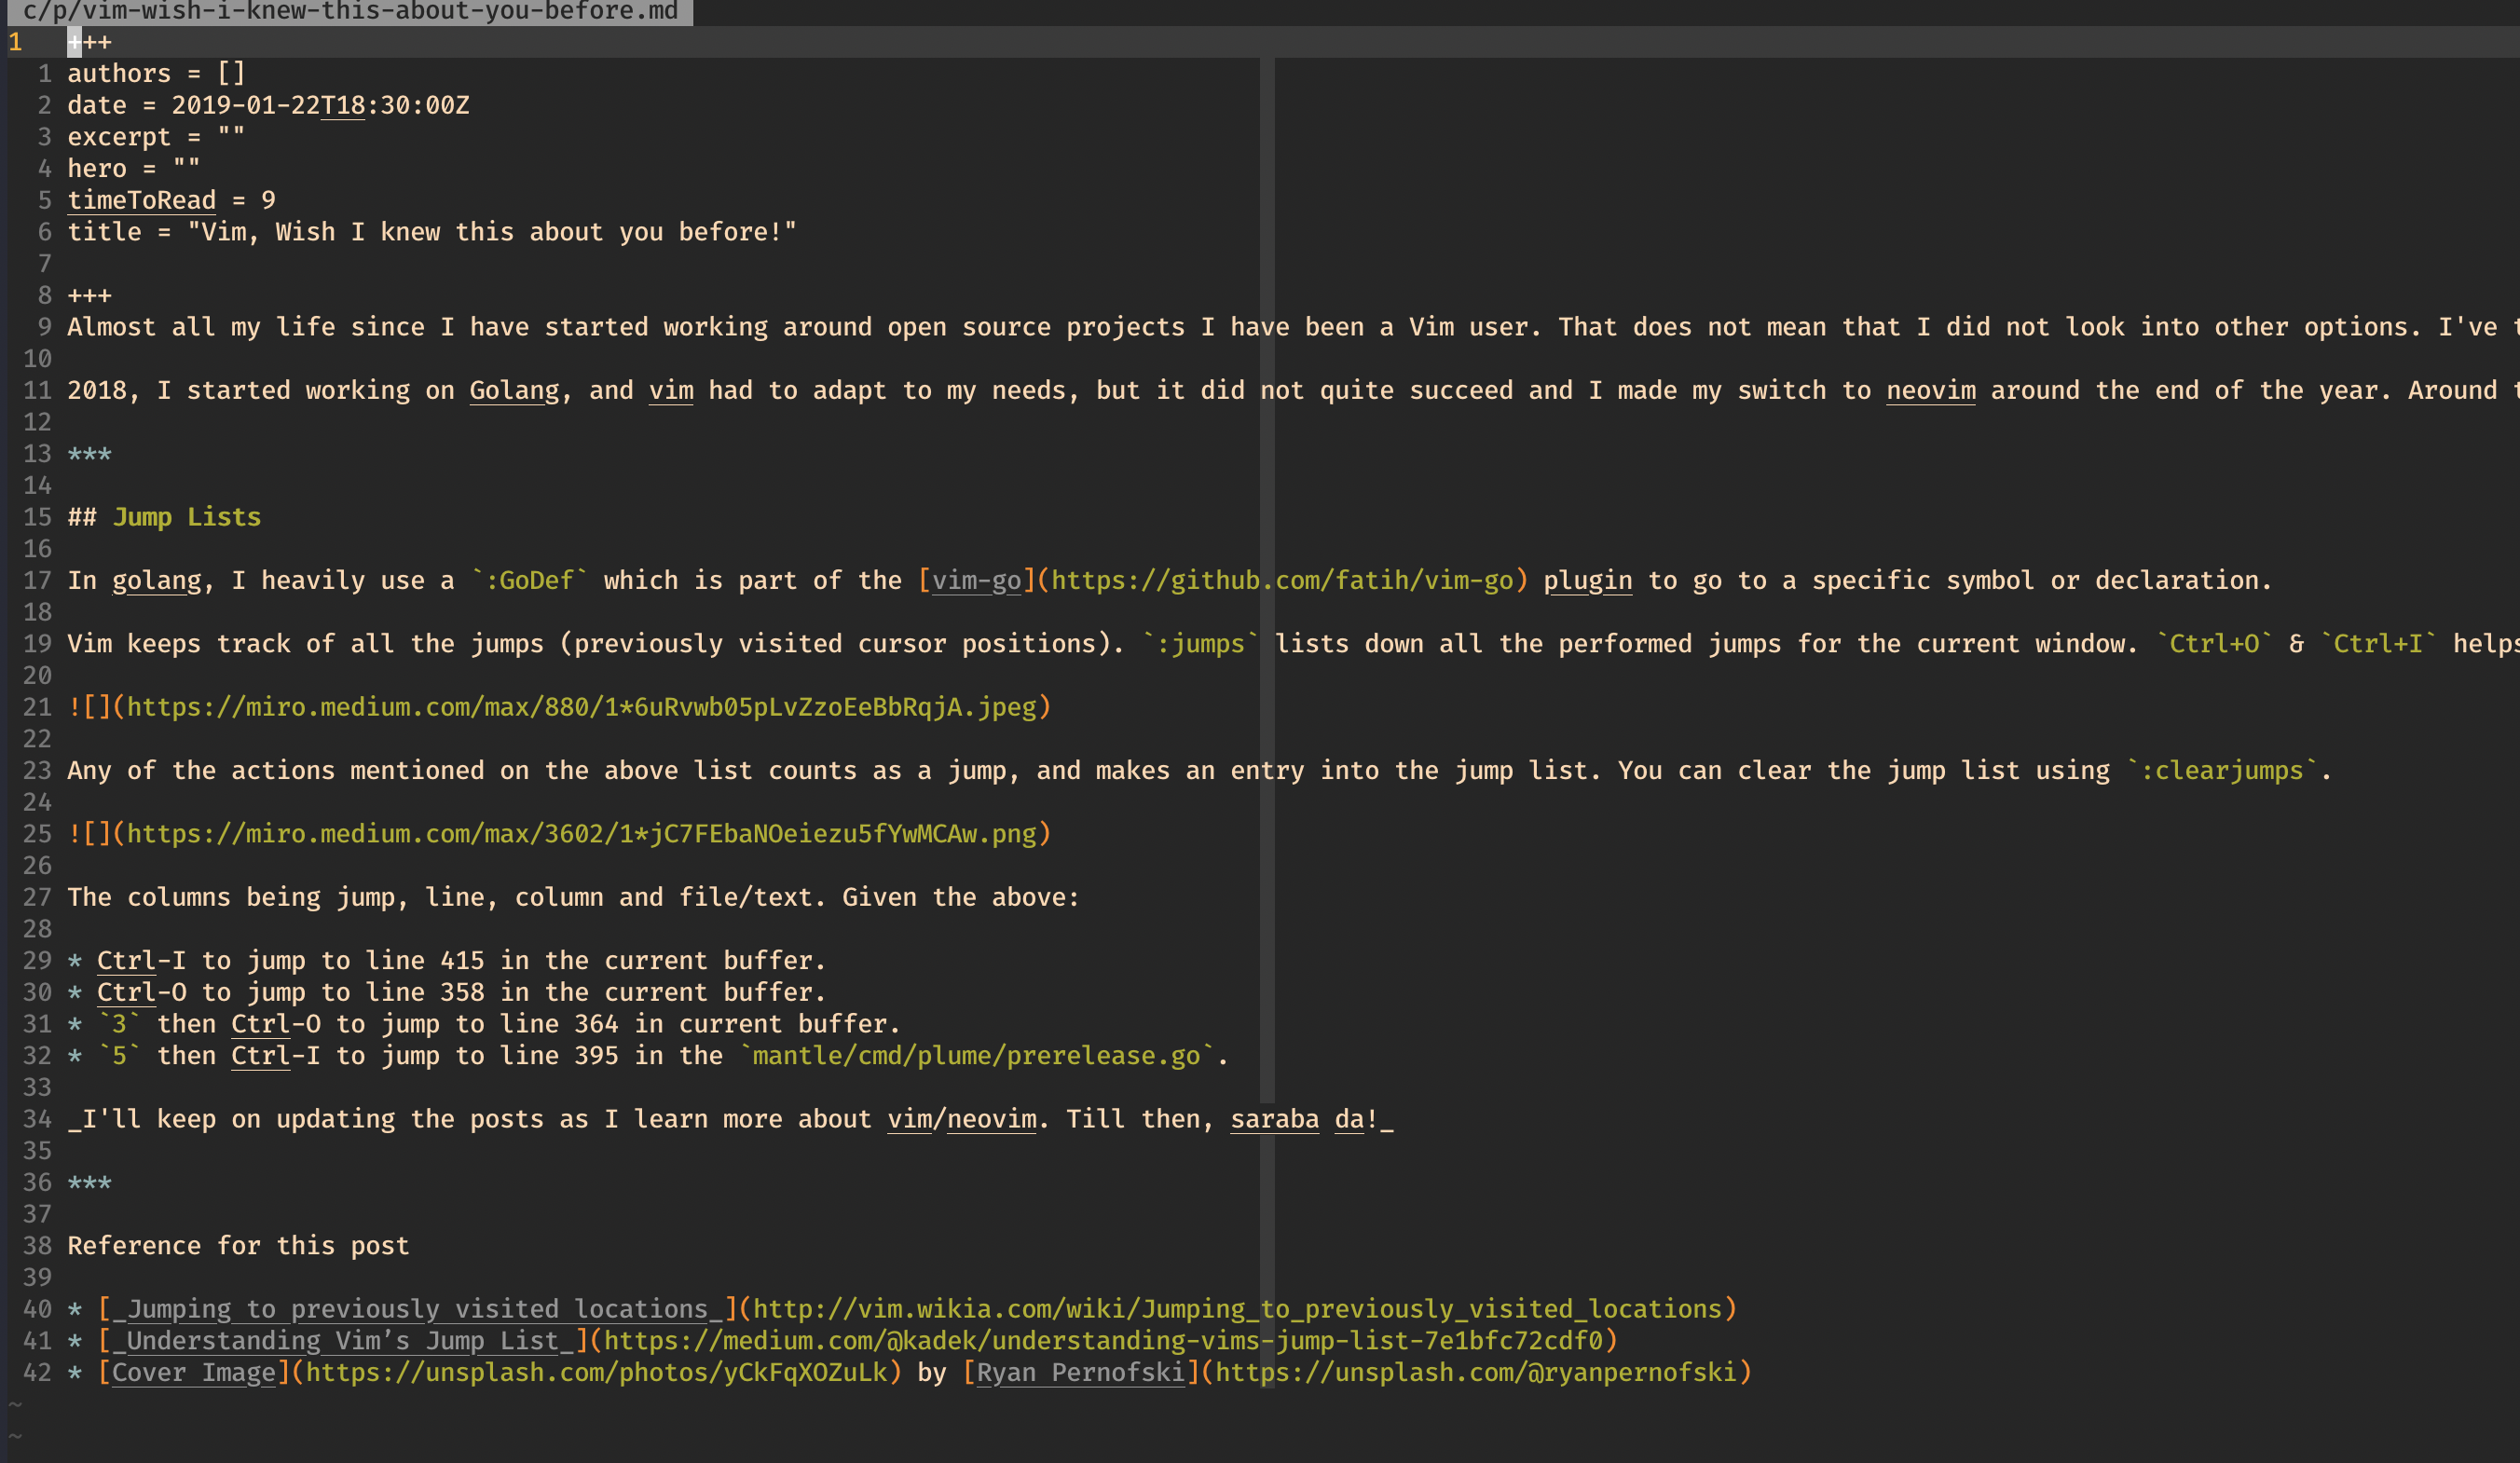 c/p/vim-wish-i-knew-this-about-you-before.md
1 +++
1 authors = []
2 date = 2019-01-22T18:30:00Z
3 excerpt = ""
4 hero = ""
5 timeToRead = 9
6 title = "Vim, Wish I knew this about you before!"
7
8 +++
9 Almost all my life since I have started working around open source projects I have been a Vim user. That does not mean that I did not look into other options. I've
10
11 2018, I started working on Golang, and vim had to adapt to my needs, but it did not quite succeed and I made my switch to neovim around the end of the year. Around
12
13 ***
14
15 ## Jump Lists
16
17 In golang, I heavily use a `:GoDef` which is part of the [vim-go](https://github.com/fatih/vim-go) plugin to go to a specific symbol or declaration.
18
19 Vim keeps track of all the jumps (previously visited cursor positions). `:jumps` lists down all the performed jumps for the current window. `Ctrl+O` & `Ctrl+I` helps
20
21 ![](https://miro.medium.com/max/880/1*6uRvwb05pLvZzoEeBbRqjA.jpeg)
22
23 Any of the actions mentioned on the above list counts as a jump, and makes an entry into the jump list. You can clear the jump list using `:clearjumps`.
24
25 ![](https://miro.medium.com/max/3602/1*jC7FEbaNOeiezu5fYwMCAw.png)
26
27 The columns being jump, line, column and file/text. Given the above:
28
29 * Ctrl-I to jump to line 415 in the current buffer.
30 * Ctrl-O to jump to line 358 in the current buffer.
31 * `3` then Ctrl-O to jump to line 364 in current buffer.
32 * `5` then Ctrl-I to jump to line 395 in the `mantle/cmd/plume/prerelease.go`.
33
34 _I'll keep on updating the posts as I learn more about vim/neovim. Till then, saraba da!_
35
36 ***
37
38 Reference for this post
39
40 * [_Jumping to previously visited locations_](http://vim.wikia.com/wiki/Jumping_to_previously_visited_locations)
41 * [_Understanding Vim’s Jump List_](https://medium.com/@kadek/understanding-vims-jump-list-7e1bfc72cdf0)
42 * [Cover Image](https://unsplash.com/photos/yCkFqXOZuLk) by [Ryan Pernofski](https://unsplash.com/@ryanpernofski)
~
~